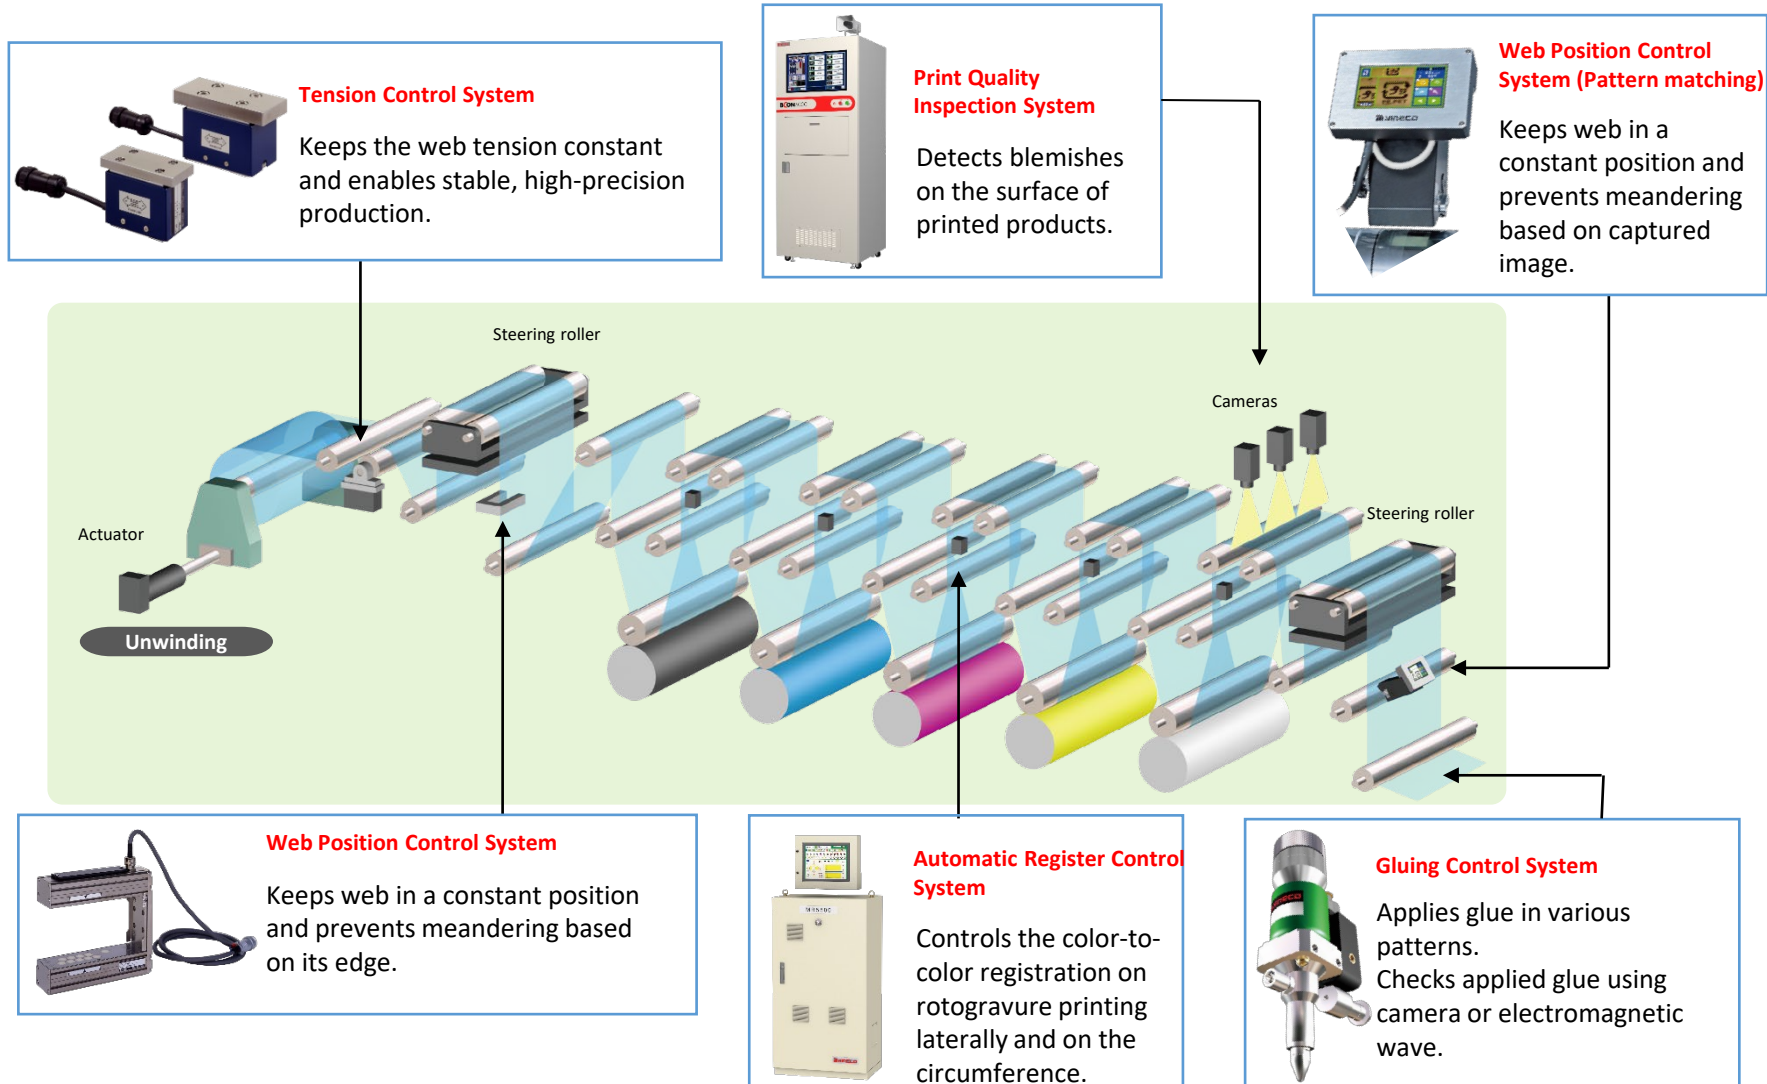 Tension Control System
Keeps the web tension constant
and enables stable, high-precision
production.
Print Quality
Inspection System
Detects blemishes
on the surface of
printed products.
Web Position Control
System (Pattern matching)
Keeps web in a
constant position and
prevents meandering
based on captured
image.
Steering roller
Cameras
Steering roller
Actuator
Unwinding
Web Position Control System
Keeps web in a constant position
and prevents meandering based
on its edge.
Automatic Register Control
System
Controls the color-to-
color registration on
rotogravure printing
laterally and on the
circumference.
Gluing Control System
Applies glue in various
patterns.
Checks applied glue using
camera or electromagnetic
wave.